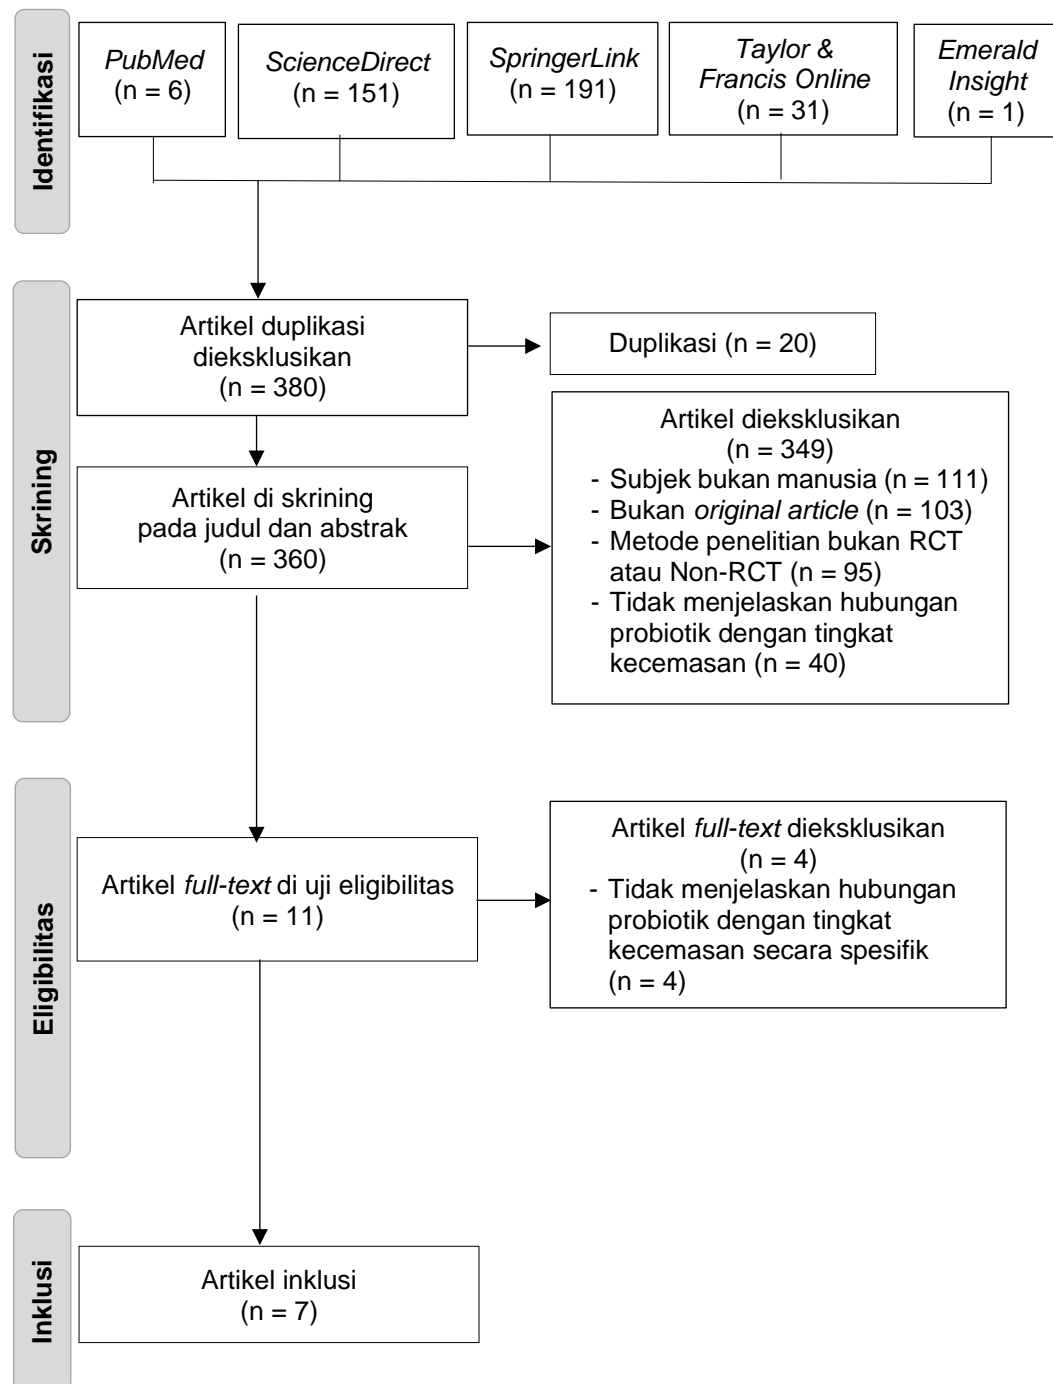 Identifikasi
PubMed
(n = 6)
ScienceDirect
(n = 151)
SpringerLink
(n = 191)
Taylor &
Francis Online
(n = 31)
Emerald
Insight
(n = 1)
Skrining
Artikel duplikasi
dieksklusikan
(n = 380)
Duplikasi (n = 20)
Artikel di skrining
pada judul dan abstrak
(n = 360)
Artikel dieksklusikan
(n = 349)
- Subjek bukan manusia (n = 111)
- Bukan original article (n = 103)
- Metode penelitian bukan RCT
atau Non-RCT (n = 95)
- Tidak menjelaskan hubungan
probiotik dengan tingkat
kecemasan (n = 40)
Eligibilitas
Artikel full-text di uji eligibilitas
(n = 11)
Artikel full-text dieksklusikan
(n = 4)
- Tidak menjelaskan hubungan
probiotik dengan tingkat
kecemasan secara spesifik
(n = 4)
Inklusi
Artikel inklusi
(n = 7)